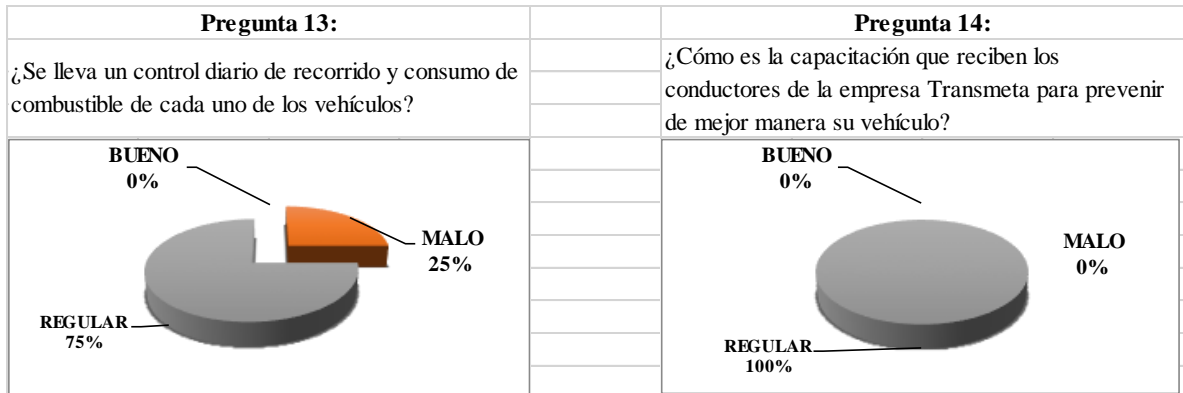 Pregunta 13:
¿Se lleva un control diario de recorrido y consumo de
combustible de cada uno de los vehículos?
BUENO
0%
MALO
25%
REGULAR
75%
Pregunta 14:
¿Cómo es la capacitación que reciben los
conductores de la empresa Transmeta para prevenir
de mejor manera su vehículo?
BUENO
0%
MALO
0%
REGULAR
100%